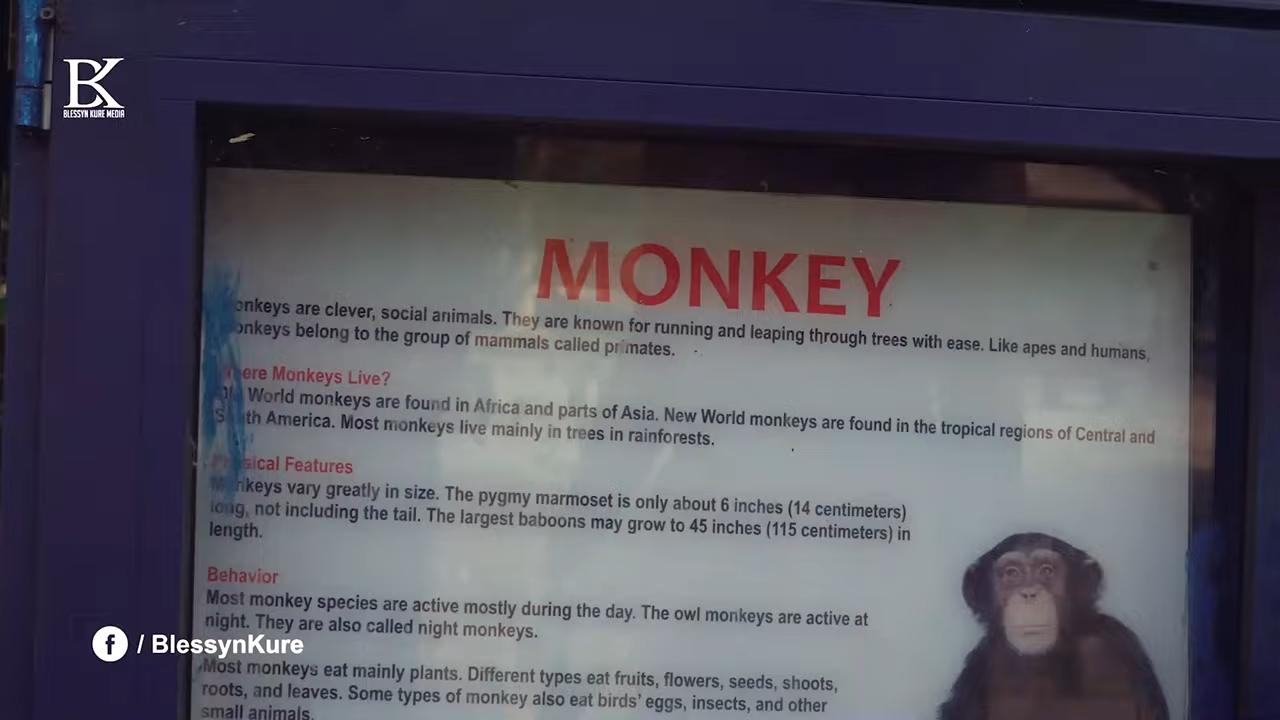 BK
BLESSYN KURE MEDIA
MONKEY
onkeys are clever, social animals. They are known for running and leaping through trees with ease. Like apes and humans,
onkeys belong to the group of mammals called primates.
ere Monkeys Live?
World monkeys are found in Africa and parts of Asia. New World monkeys are found in the tropical regions of Central and
S th America. Most monkeys live mainly in trees in rainforests.
sical Features
M nkeys vary greatly in size. The pygmy marmoset is only about 6 inches (14 centimeters)
long, not including the tail. The largest baboons may grow to 45 inches (115 centimeters) in
length.
Behavior
Most monkey species are active mostly during the day. The owl monkeys are active at
night. They are also called night monkeys.
Most monkeys eat mainly plants. Different types eat fruits, flowers, seeds, shoots,
roots, and leaves. Some types of monkey also eat birds' eggs, insects, and other
small animals.
f / BlessynKure